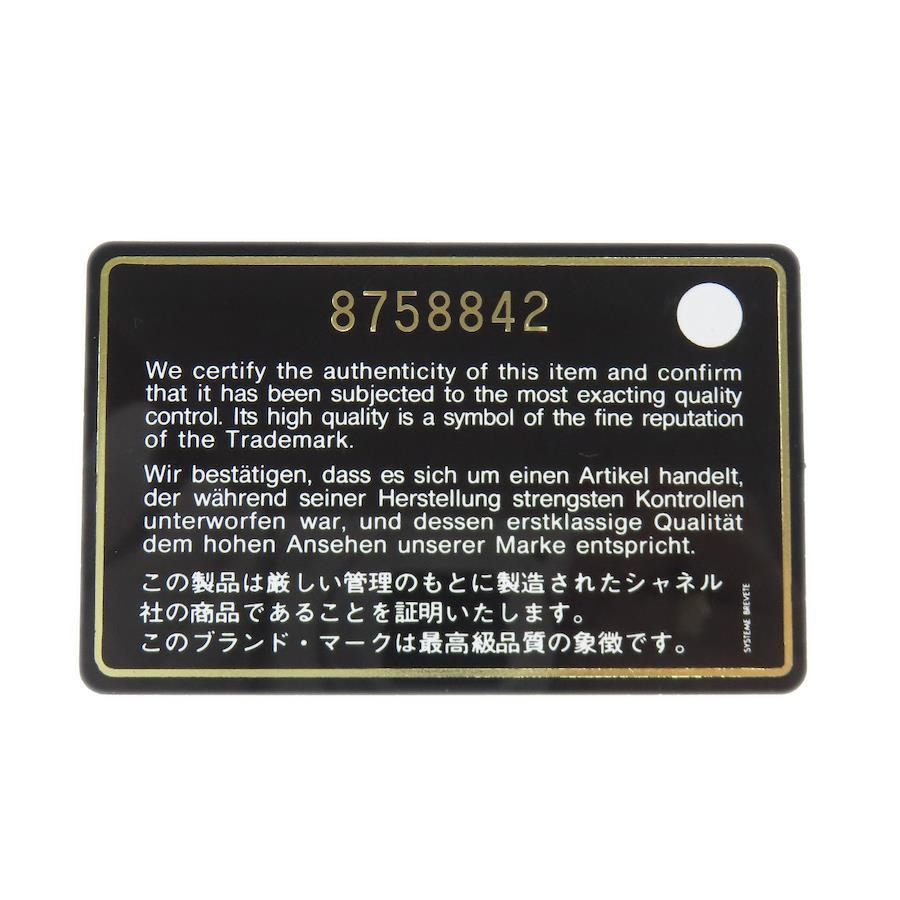 8758842
We certify the authenticity of this item and confirm
that it has been subjected to the most exacting quality
control. Its high quality is a symbol of the fine reputation
of the Trademark.
Wir bestätigen, dass es sich um einen Artikel handelt,
der während seiner Herstellung strengsten Kontrollen
unterworfen war, und dessen erstklassige Qualität
dem hohen Ansehen unserer Marke entspricht.
この製品は厳しい管理のもとに製造されたシャネル
社の商品であることを証明いたします。
このブランド・マークは最高級品質の象徴です。
SYSTEME BREVETE